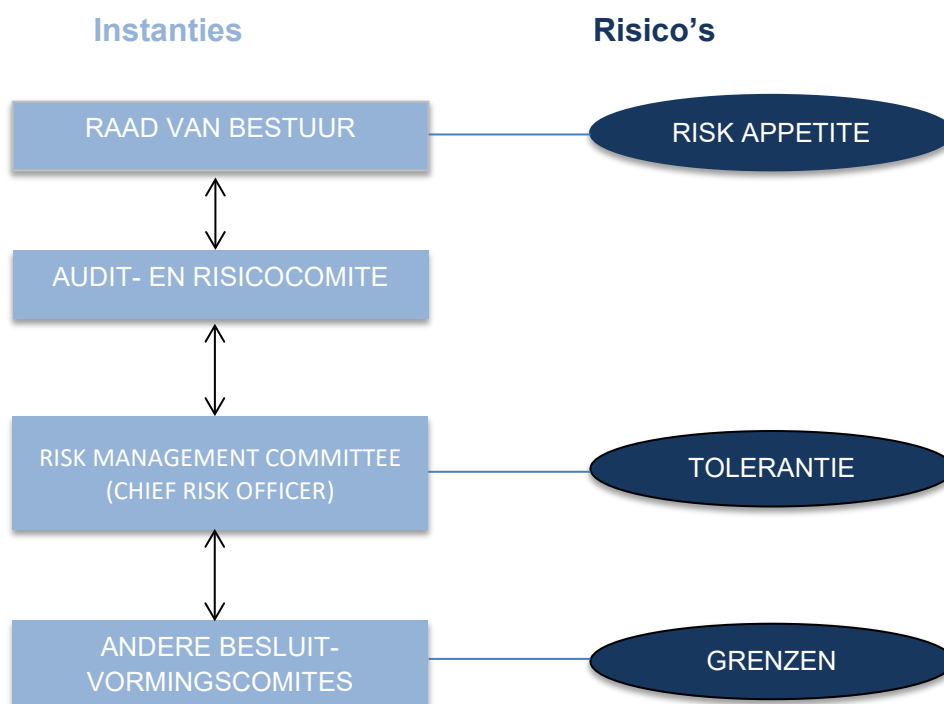 Instanties
Risico's
RAAD VAN BESTUUR
RISK APPETITE
AUDIT- EN RISICOCOMITE
RISK MANAGEMENT COMMITTEE
(CHIEF RISK OFFICER)
TOLERANTIE
ANDERE BESLUIT-
VORMINGSCOMITES
GRENZEN